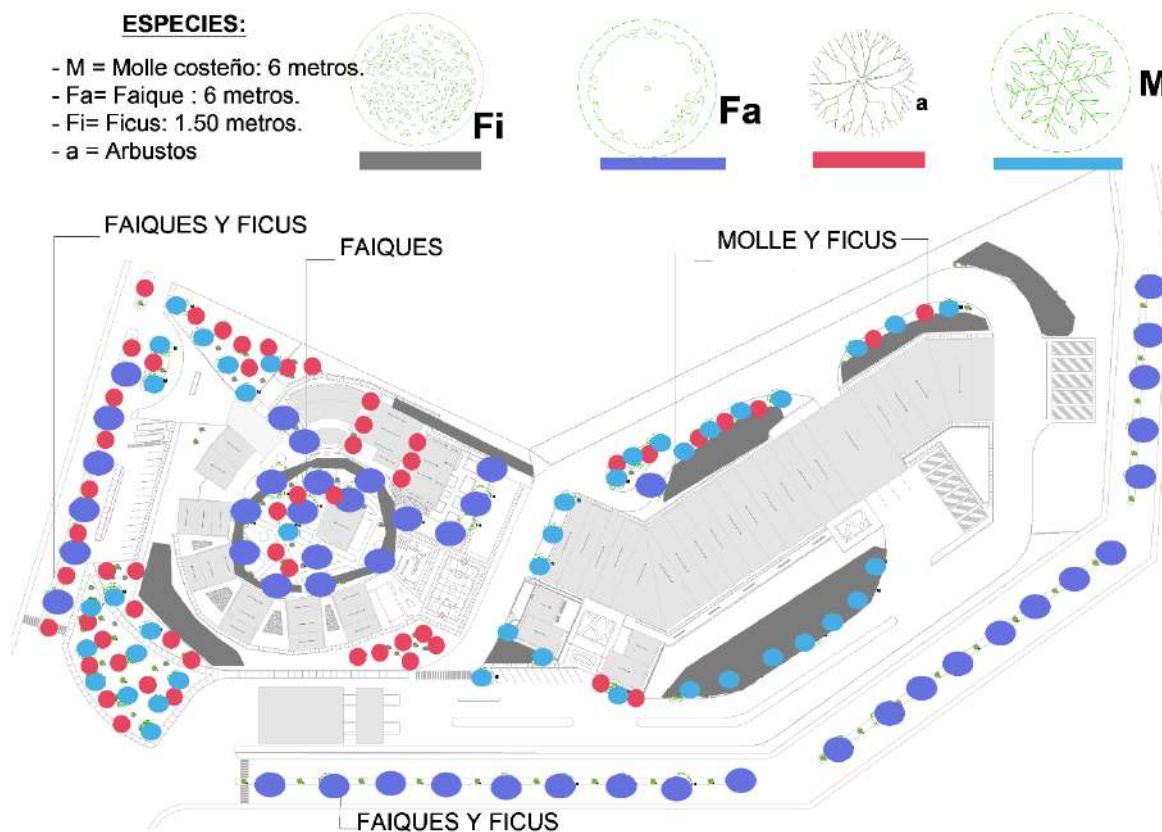 ESPECIES:
- M = Molle costeño: 6 metros.
- Fa= Faique : 6 metros.
- Fi= Ficus: 1.50 metros.
- a = Arbustos
Fi
Fa
a
M
FAIQUES Y FICUS
FAIQUES
MOLLE Y FICUS
FAIQUES Y FICUS